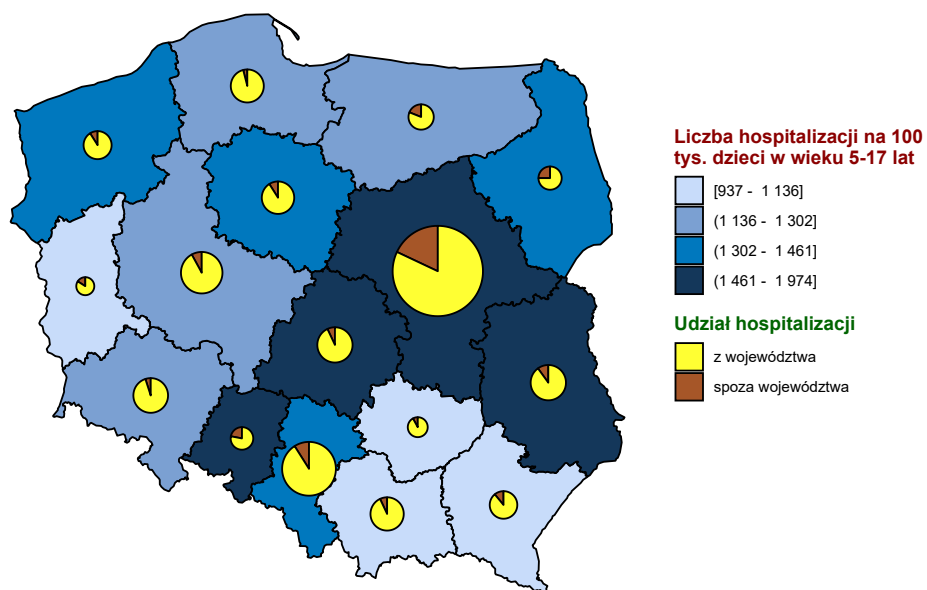 Liczba hospitalizacji na 100
tys. dzieci w wieku 5-17 lat
[937 - 1 136]
(1 136 - 1 302]
(1 302 - 1 461]
(1 461 - 1 974]
Udział hospitalizacji
z województwa
spoza województwa